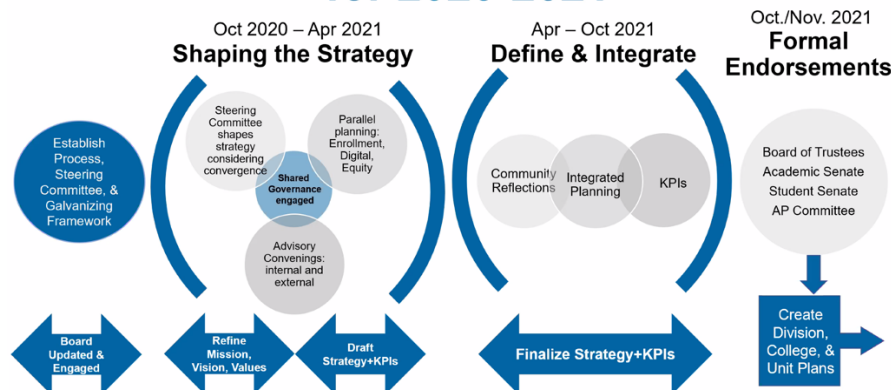 Oct 2020 – Apr 2021
Shaping the Strategy
Apr – Oct 2021
Define & Integrate
Oct./Nov. 2021
Formal
Endorsements
Establish
Process,
Steering
Committee, &
Galvanizing
Framework
Steering
Committee
shapes
strategy
considering
convergence
Parallel
planning:
Enrollment,
Digital,
Equity
Shared
Governance
engaged
Advisory
Convenings:
internal and
external
Community
Reflections
Integrated
Planning
KPIs
Board of Trustees
Academic Senate
Student Senate
AP Committee
Board
Updated &
Engaged
Refine
Mission,
Vision, Values
Draft
Strategy+KPIs
Finalize Strategy+KPIs
Create
Division,
College, &
Unit Plans